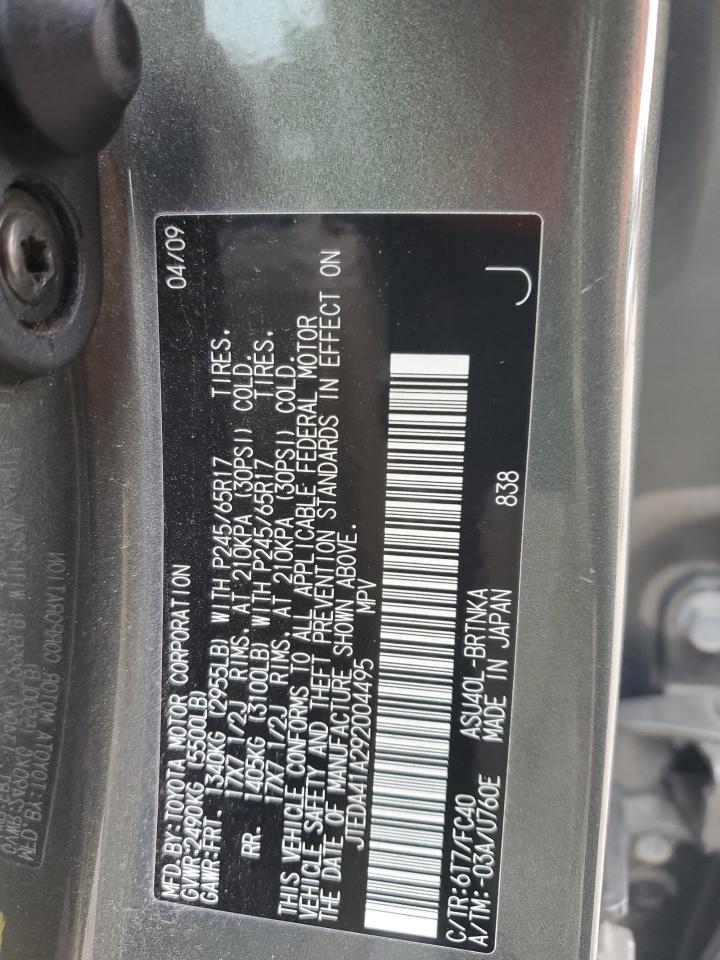 MFD. BY: TOYOTA MOTOR CORPORATION 04/09
GVWR: 2490KG (5500LB)
GAWR: FRT. 1340KG (2955LB) WITH P245/65R17 TIRES.
17X7 1/2J RIMS, AT 210KPA (30PSI) COLD.
RR. 1405KG (3100LB) WITH P245/65R17 TIRES.
17X7 1/2J RIMS, AT 210KPA (30PSI) COLD.
THIS VEHICLE CONFORMS TO ALL APPLICABLE FEDERAL MOTOR
VEHICLE SAFETY AND THEFT PREVENTION STANDARDS IN EFFECT ON
THE DATE OF MANUFACTURE SHOWN ABOVE.
JTEDA41A292004495 MPV
J
C/TR: 6T7/FC40 ASU40L-BRTNKA 838
A/TM: -03A/U760E MADE IN JAPAN